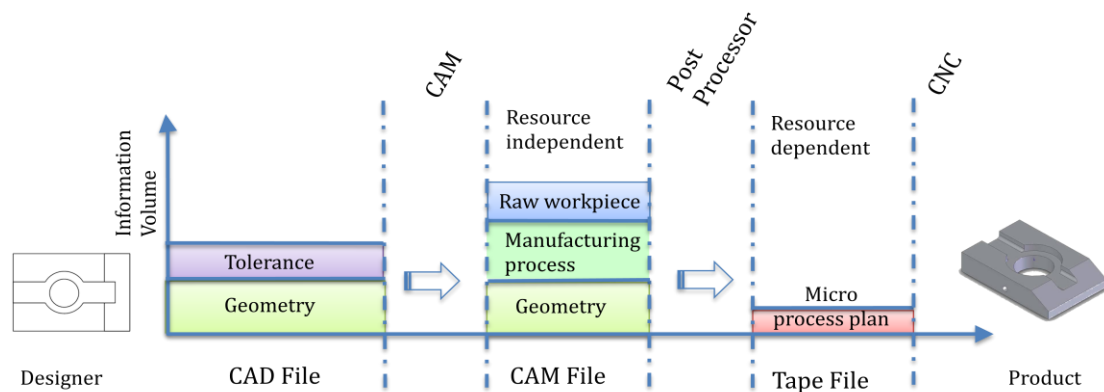 CAM
Post
Processor
CNC
Resource
independent
Resource
dependent
Information
Volume
Raw workpiece
Manufacturing
process
Tolerance
Geometry
Geometry
Micro
process plan
Designer
CAD File
CAM File
Tape File
Product